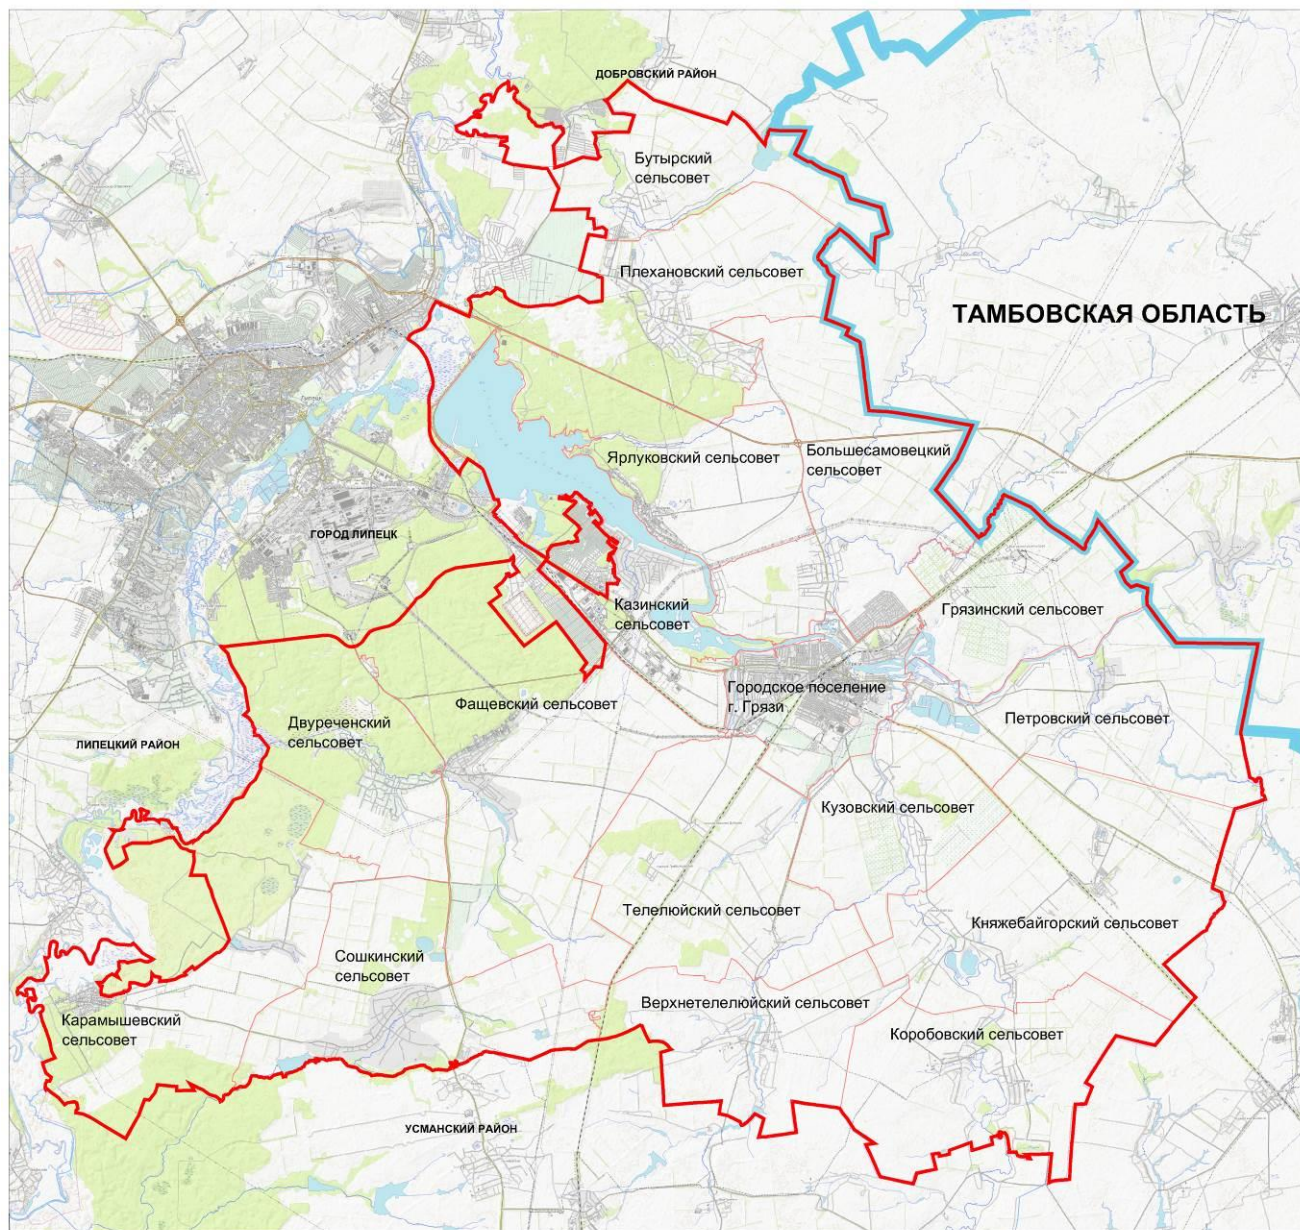 ДОБРОВСКИЙ РАЙОН
Бутырский
сельсовет
Плехановский сельсовет
ТАМБОВСКАЯ ОБЛАСТЬ
Ярлуковский сельсовет
Большесамовецкий
сельсовет
ГОРОД ЛИПЕЦК
Казинский
сельсовет
Грязинский сельсовет
Городское поселение
г. Грязи
Фащевский сельсовет
Двуреченский
сельсовет
Петровский сельсовет
ЛИПЕЦКИЙ РАЙОН
Кузовский сельсовет
Телелюйский сельсовет
Княжебайгорский сельсовет
Сошкинский
сельсовет
Верхнетелелюйский сельсовет
Карамышевский
сельсовет
Коробовский сельсовет
УСМАНСКИЙ РАЙОН